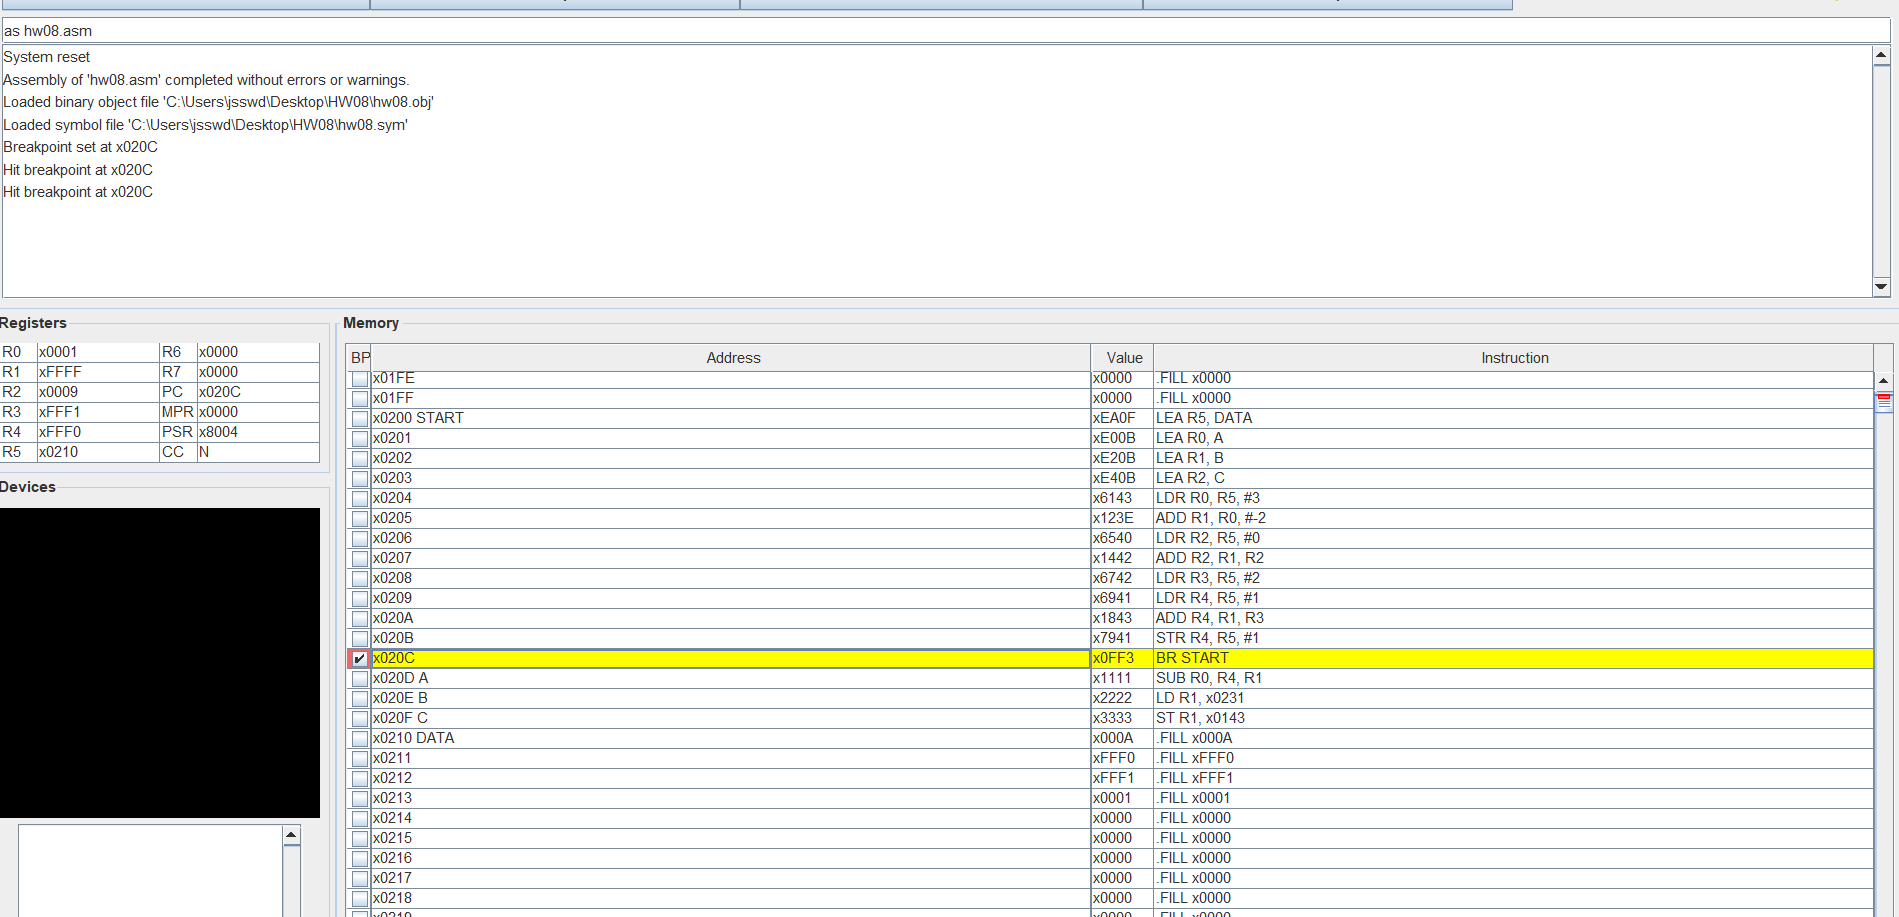 as hw08.asm
System reset
Assembly of 'hw08.asm' completed without errors or warnings.
Loaded binary object file 'C:\Users\jsswd\Desktop\HW08\hw08.obj'
Loaded symbol file 'C:\Users\jsswd\Desktop\HW08\hw08.sym'
Breakpoint set at x020C
Hit breakpoint at x020C
Hit breakpoint at x020C
Registers
R0 x0001 R6 x0000
R1 xFFFF R7 x0000
R2 x0009 PC x020C
R3 xFFF1 MPR x0000
R4 xFFF0 PSR x8004
R5 x0210 CC N
Devices
Memory
BP Address Value Instruction
x01FE x0000 .FILL x0000
x01FF x0000 .FILL x0000
x0200 START xEA0F LEA R5, DATA
x0201 xE00B LEA R0, A
x0202 xE20B LEA R1, B
x0203 xE40B LEA R2, C
x0204 x6143 LDR R0, R5, #3
x0205 x123E ADD R1, R0, #-2
x0206 x6540 LDR R2, R5, #0
x0207 x1442 ADD R2, R1, R2
x0208 x6742 LDR R3, R5, #2
x0209 x6941 LDR R4, R5, #1
x020A x1843 ADD R4, R1, R3
x020B x7941 STR R4, R5, #1
x020C x0FF3 BR START
x020D A x1111 SUB R0, R4, R1
x020E B x2222 LD R1, x0231
x020F C x3333 ST R1, x0143
x0210 DATA x000A .FILL x000A
x0211 xFFF0 .FILL xFFF0
x0212 xFFF1 .FILL xFFF1
x0213 x0001 .FILL x0001
x0214 x0000 .FILL x0000
x0215 x0000 .FILL x0000
x0216 x0000 .FILL x0000
x0217 x0000 .FILL x0000
x0218 x0000 .FILL x0000
x0219 x0000 .FILL x0000